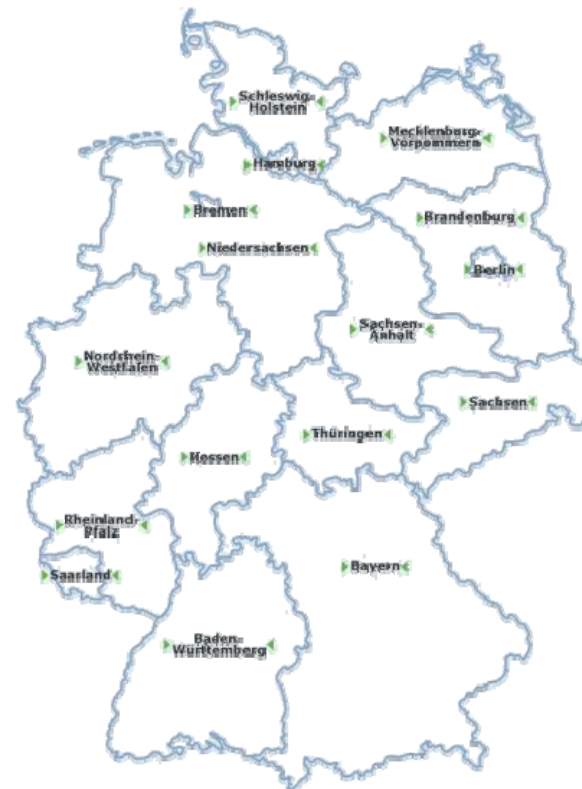 Schleswig-
Holstein
Mecklenburg-
Vorpommern
Hamburg
Bremen
Brandenburg
Niedersachsen
Berlin
Sachsen-
Anhalt
Nordrhein-
Westfalen
Sachsen
Thüringen
Hessen
Rheinland-
Pfalz
Bayern
Saarland
Baden-
Württemberg